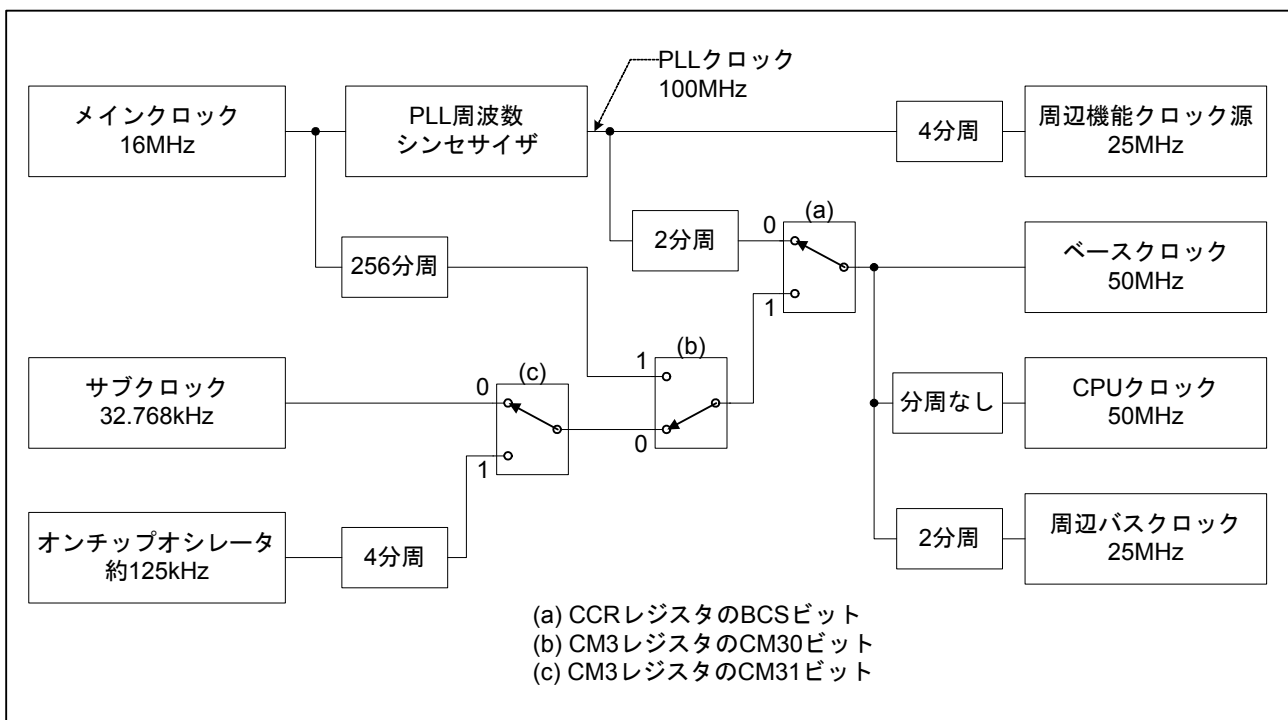 PLLクロック
100MHz
メインクロック
16MHz
PLL周波数
シンセサイザ
4分周
周辺機能クロック源
25MHz
(a)
0
2分周
1
256分周
ベースクロック
50MHz
(b)
1
0
サブクロック
32.768kHz
(c)
0
1
分周なし
CPUクロック
50MHz
オンチップオシレータ
約125kHz
4分周
2分周
周辺バスクロック
25MHz
(a) CCRレジスタのBCSビット
(b) CM3レジスタのCM30ビット
(c) CM3レジスタのCM31ビット